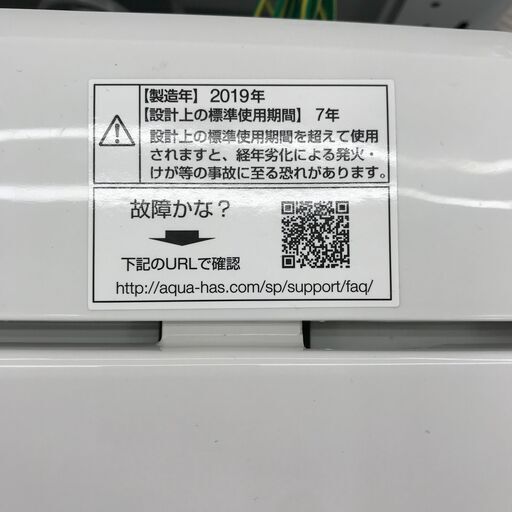 【製造年】 2019年
【設計上の標準使用期間】 7年
設計上の標準使用期間を超えて使用
されますと、経年劣化による発火・
けが等の事故に至る恐れがあります。
故障かな？
下記のURLで確認
http://aqua-has.com/sp/support/faq/